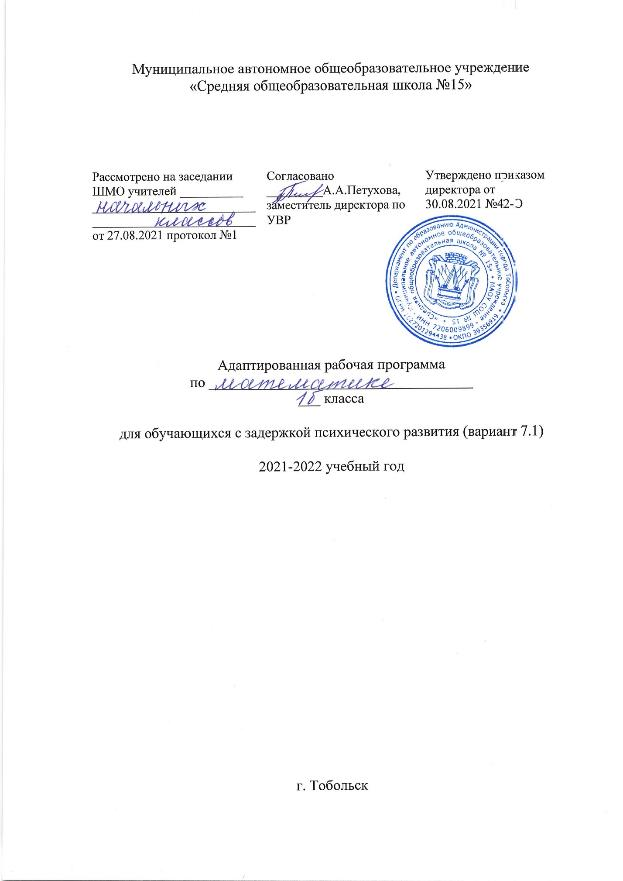 Муниципальное автономное общеобразовательное учреждение
«Средняя общеобразовательная школа №15»
Рассмотрено на заседании
ШМО учителей
начальных
классов
от 27.08.2021 протокол №1
Согласовано
А.А.Петухова,
заместитель директора по
УВР
Утверждено приказом
директора от
30.08.2021 №42-О
Адаптированная рабочая программа
по математике
1б класса
для обучающихся с задержкой психического развития (вариант 7.1)
2021-2022 учебный год
г. Тобольск